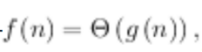 f(n) = Θ(g(n)),